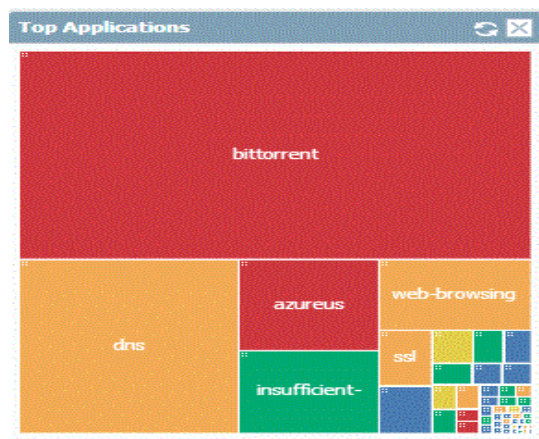 Top Applications
bittorrent
dns
azureus
insufficient-
web-browsing
ssl